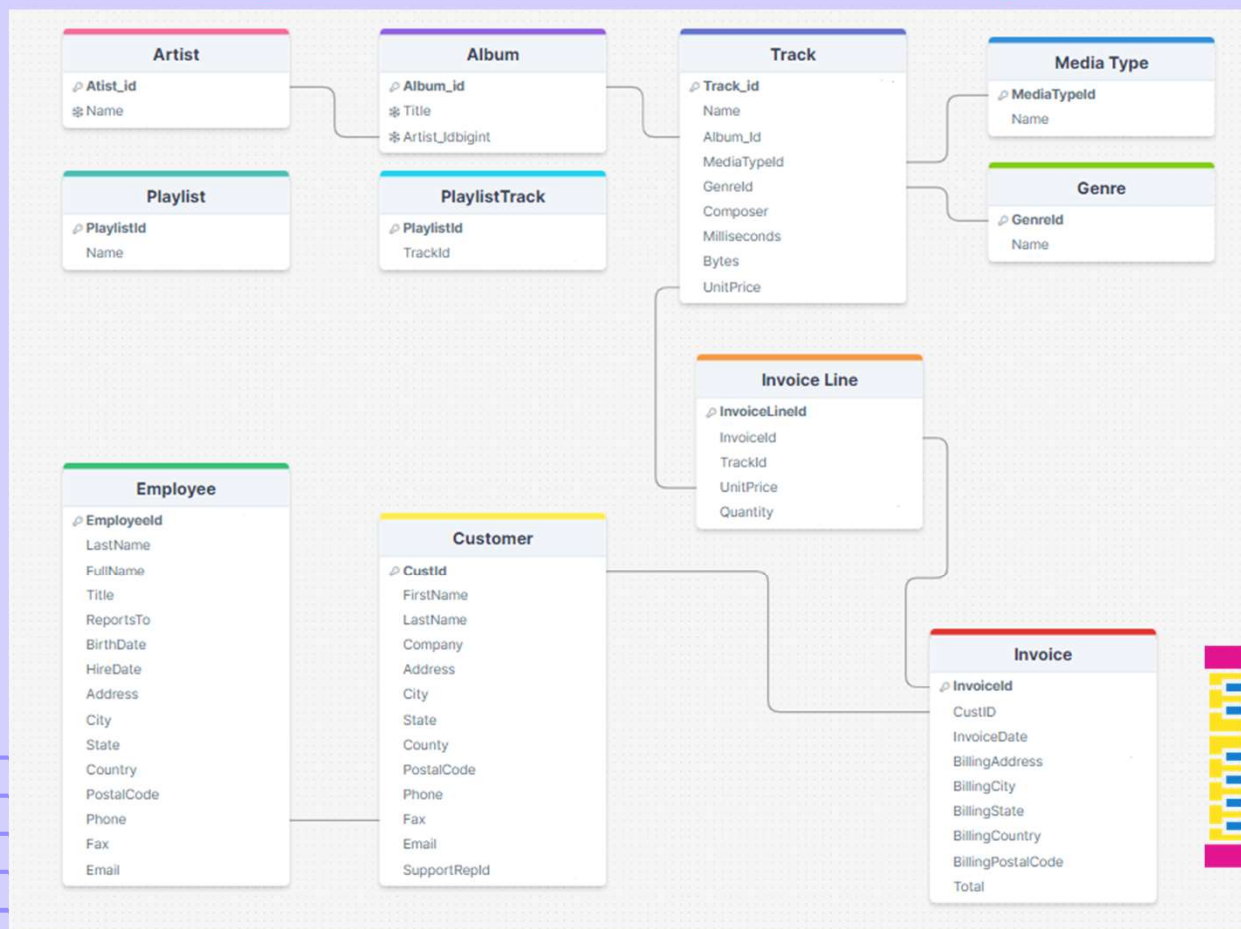 Artist
Atist_id
Name
Album
Album_id
Title
Artist_Idbigint
Track
Track_id
Name
Album_Id
MediaTypeId
GenreId
Composer
Milliseconds
Bytes
UnitPrice
Media Type
MediaTypeId
Name
Playlist
PlaylistId
Name
PlaylistTrack
PlaylistId
TrackId
Genre
GenreId
Name
Invoice Line
InvoiceLineId
InvoiceId
TrackId
UnitPrice
Quantity
Employee
EmployeeId
LastName
FullName
Title
ReportsTo
BirthDate
HireDate
Address
City
State
Country
PostalCode
Phone
Fax
Email
Customer
CustId
FirstName
LastName
Company
Address
City
State
County
PostalCode
Phone
Fax
Email
SupportRepId
Invoice
InvoiceId
CustID
InvoiceDate
BillingAddress
BillingCity
BillingState
BillingCountry
BillingPostalCode
Total